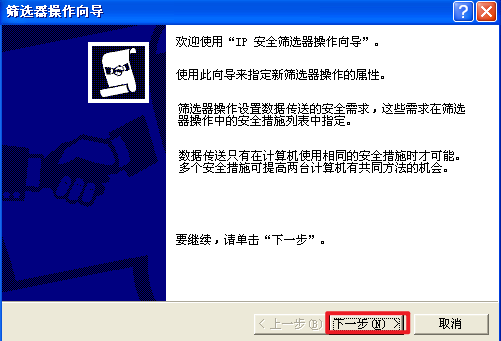 筛选器操作向导
欢迎使用“IP 安全筛选器操作向导”。
使用此向导来指定新筛选器操作的属性。
筛选器操作设置数据传送的安全需求，这些需求在筛选
器操作中的安全措施列表中指定。
数据传送只有在计算机使用相同的安全措施时才可能。
多个安全措施可提高两台计算机有共同方法的机会。
要继续，请单击“下一步”。
< 上一步(B)
下一步(N) >
取消